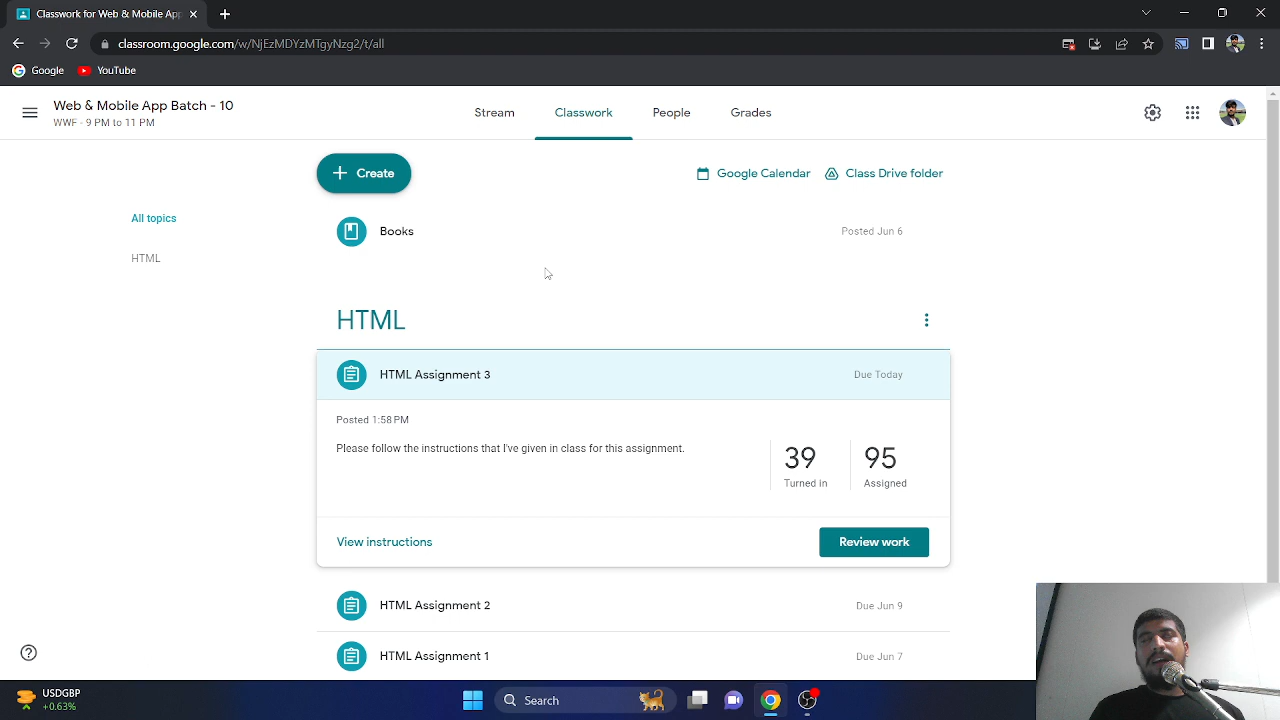 Classwork for Web & Mobile App
classroom.google.com/w/NjEzMDYzMTgyNzg2/t/all
Google
YouTube
Web & Mobile App Batch - 10
WWF - 9 PM to 11 PM
Stream
Classwork
People
Grades
Create
Google Calendar
Class Drive folder
All topics
HTML
Books
Posted Jun 6
HTML
HTML Assignment 3
Due Today
Posted 1:58 PM
Please follow the instructions that I've given in class for this assignment.
39
Turned in
95
Assigned
View instructions
Review work
HTML Assignment 2
Due Jun 9
HTML Assignment 1
Due Jun 7
USDGBP
+0.63%
Search